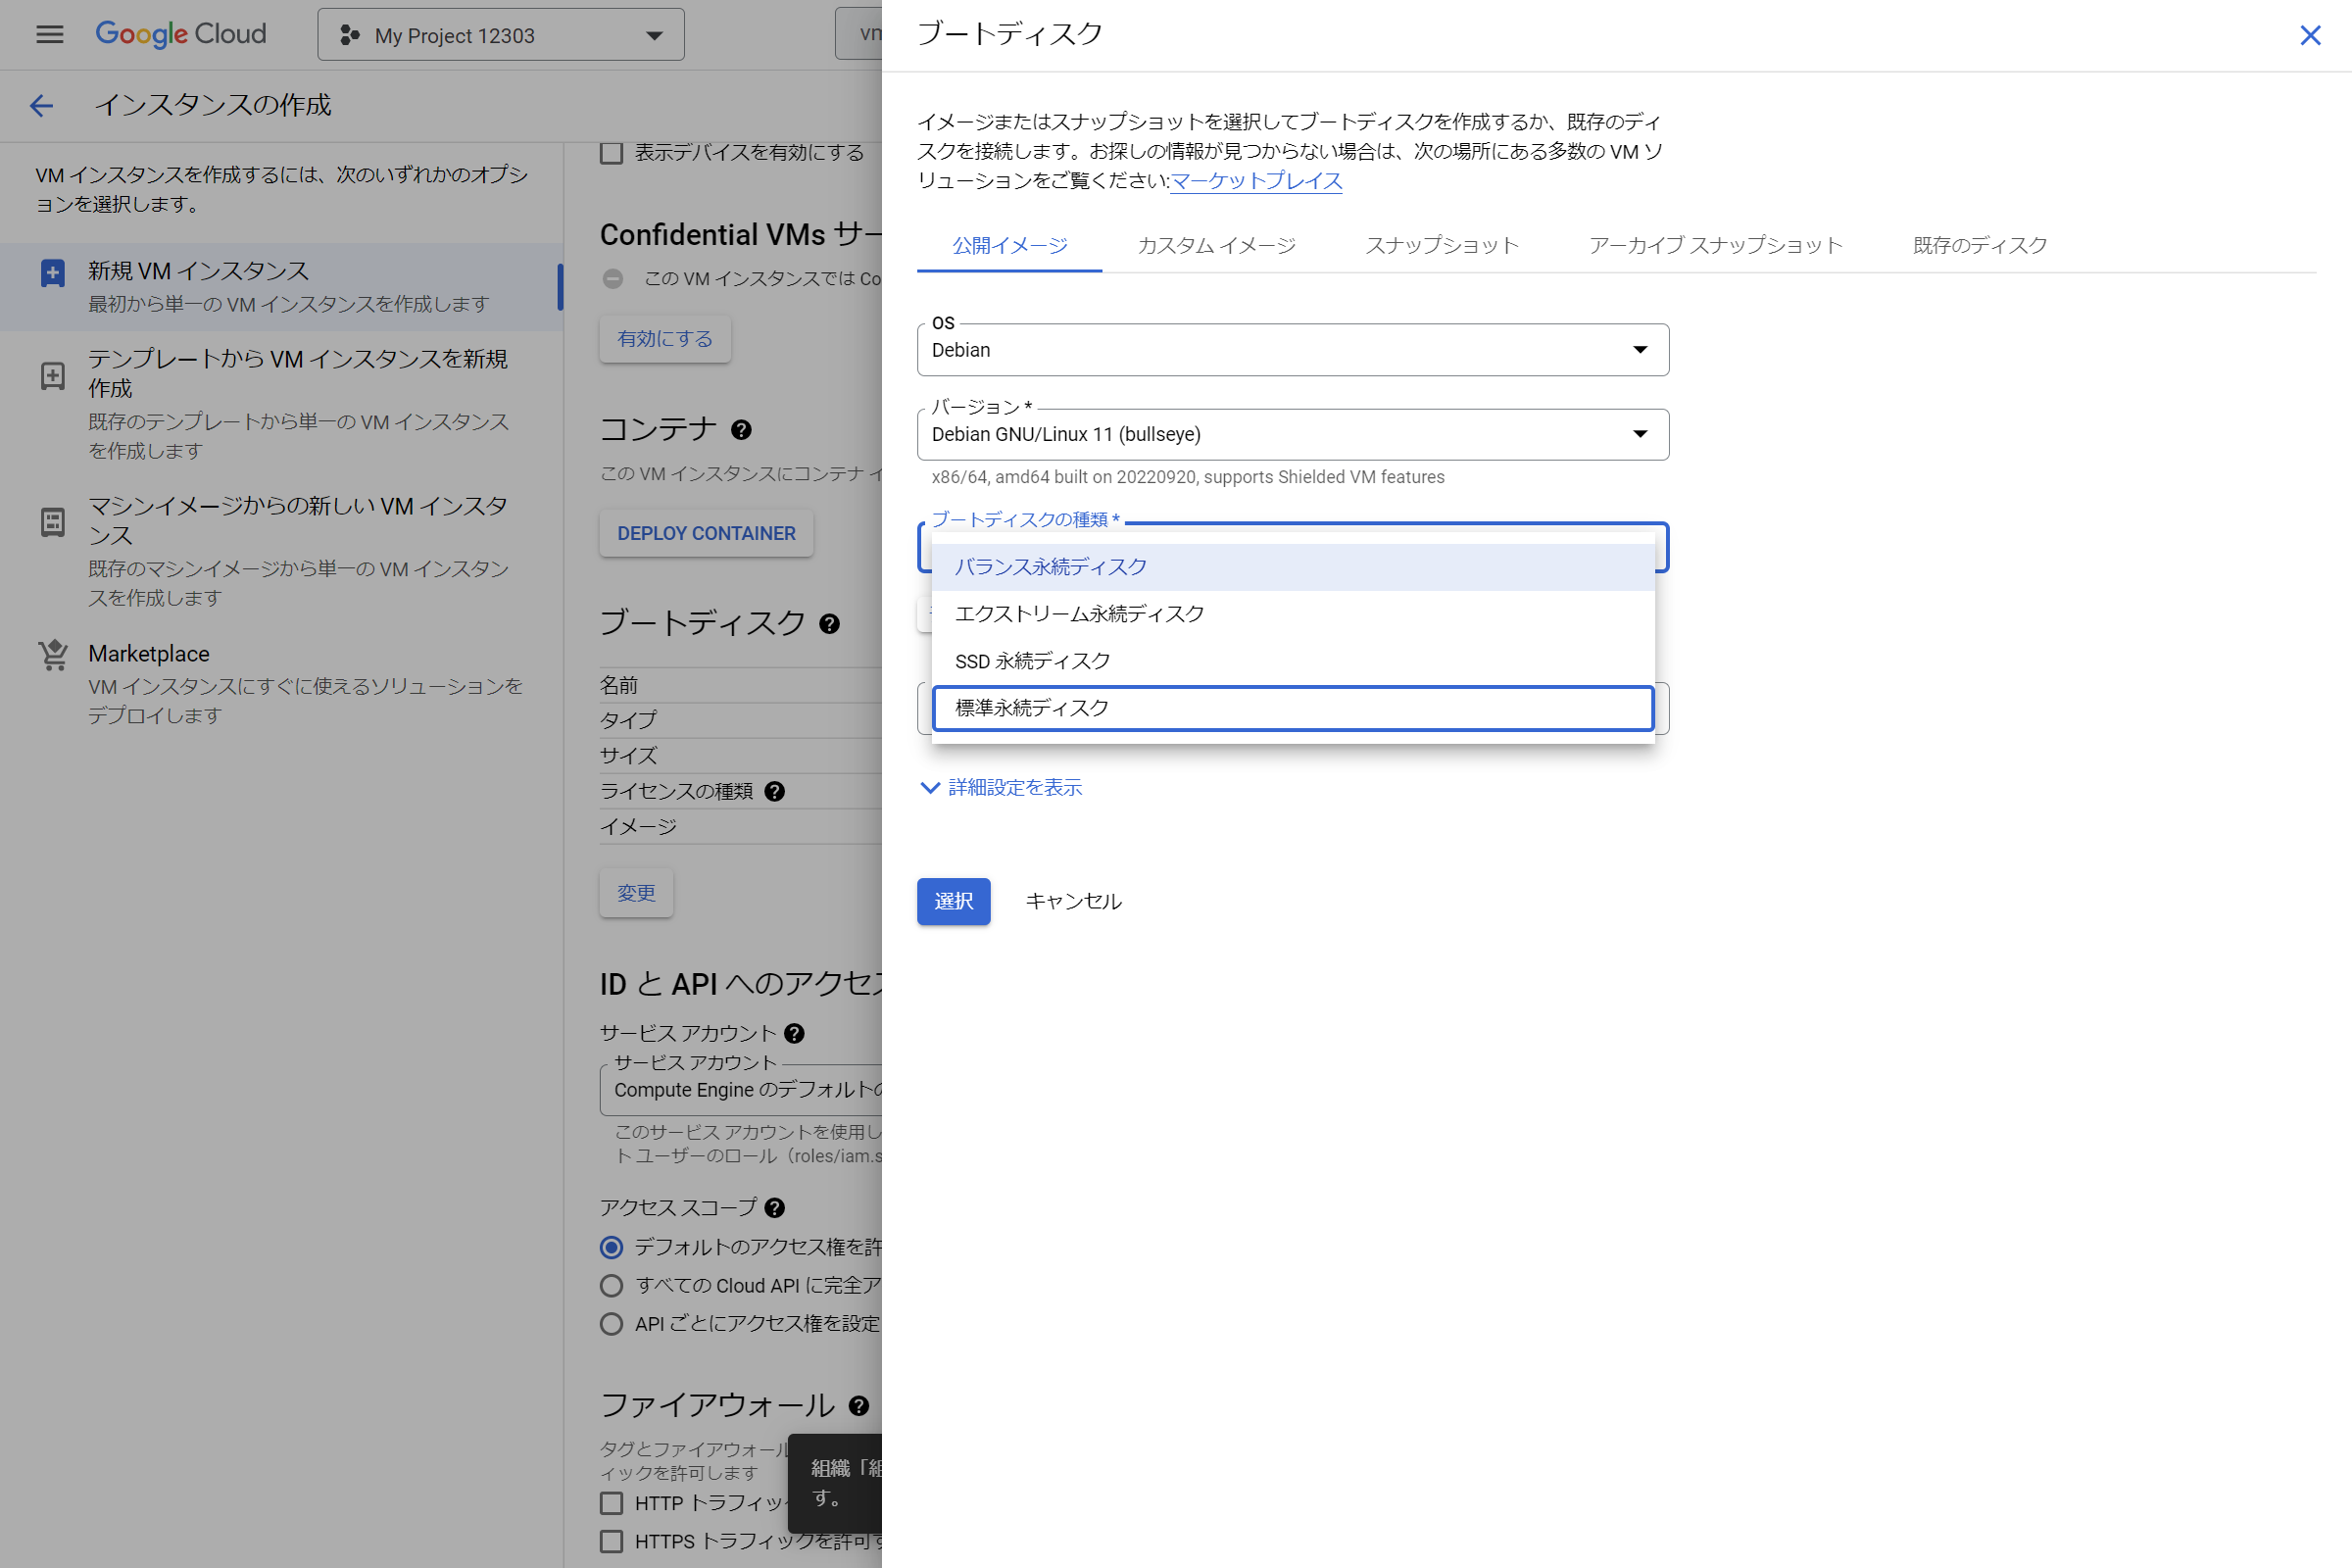 Google Cloud
My Project 12303
インスタンスの作成
VM インスタンスを作成するには、次のいずれかのオプシ
ョンを選択します。
新規 VM インスタンス
最初から単一の VM インスタンスを作成します
テンプレートから VM インスタンスを新規
作成
既存のテンプレートから単一の VM インスタンス
を作成します
マシンイメージからの新しい VM インスタ
ンス
既存のマシンイメージから単一の VM インスタン
スを作成します
Marketplace
VM インスタンスにすぐに使えるソリューションを
デプロイします
表示デバイスを有効にする
Confidential VMs サー
この VM インスタンスでは Co
有効にする
コンテナ
この VM インスタンスにコンテナ イ
DEPLOY CONTAINER
ブートディスク
名前
タイプ
サイズ
ライセンスの種類
イメージ
変更
ID と API へのアクセス
サービス アカウント
サービス アカウント
Compute Engine のデフォルトの
このサービス アカウントを使用し
ト ユーザーのロール（roles/iam.s
アクセス スコープ
デフォルトのアクセス権を許
すべての Cloud API に完全ア
API ごとにアクセス権を設定
ファイアウォール
タグとファイアウォール
ィックを許可します
HTTP トラフィック
HTTPS トラフィックを許可す
組織「組
す。
ブートディスク
イメージまたはスナップショットを選択してブートディスクを作成するか、既存のディ
スクを接続します。お探しの情報が見つからない場合は、次の場所にある多数の VM ソ
リューションをご覧ください:マーケットプレイス
公開イメージ
カスタム イメージ
スナップショット
アーカイブ スナップショット
既存のディスク
OS
Debian
バージョン *
Debian GNU/Linux 11 (bullseye)
x86/64, amd64 built on 20220920, supports Shielded VM features
ブートディスクの種類 *
バランス永続ディスク
エクストリーム永続ディスク
SSD 永続ディスク
標準永続ディスク
詳細設定を表示
選択
キャンセル